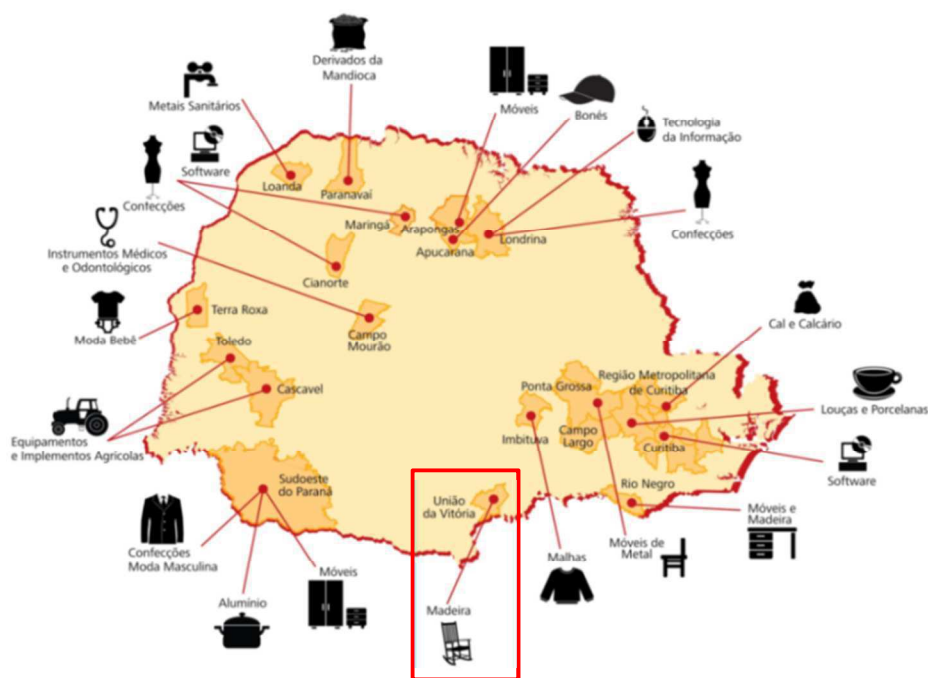 Derivados da
Mandioca
Metais Sanitários
Móveis
Bonés
Tecnologia
da Informação
Software
Confecções
Loanda
Paranavaí
Maringá
Arapongas
Apucarana
Londrina
Confecções
Instrumentos Médicos
e Odontológicos
Cianorte
Terra Roxa
Moda Bebê
Campo
Mourão
Cal e Calcário
Toledo
Cascavel
Ponta Grossa
Região Metropolitana
de Curitiba
Louças e Porcelanas
Equipamentos
e Implementos Agrícolas
Imbituva
Campo
Largo
Curitiba
Software
Sudoeste
do Paraná
União
da Vitória
Rio Negro
Móveis e
Madeira
Confecções
Moda Masculina
Móveis
Malhas
Móveis de
Metal
Alumínio
Madeira